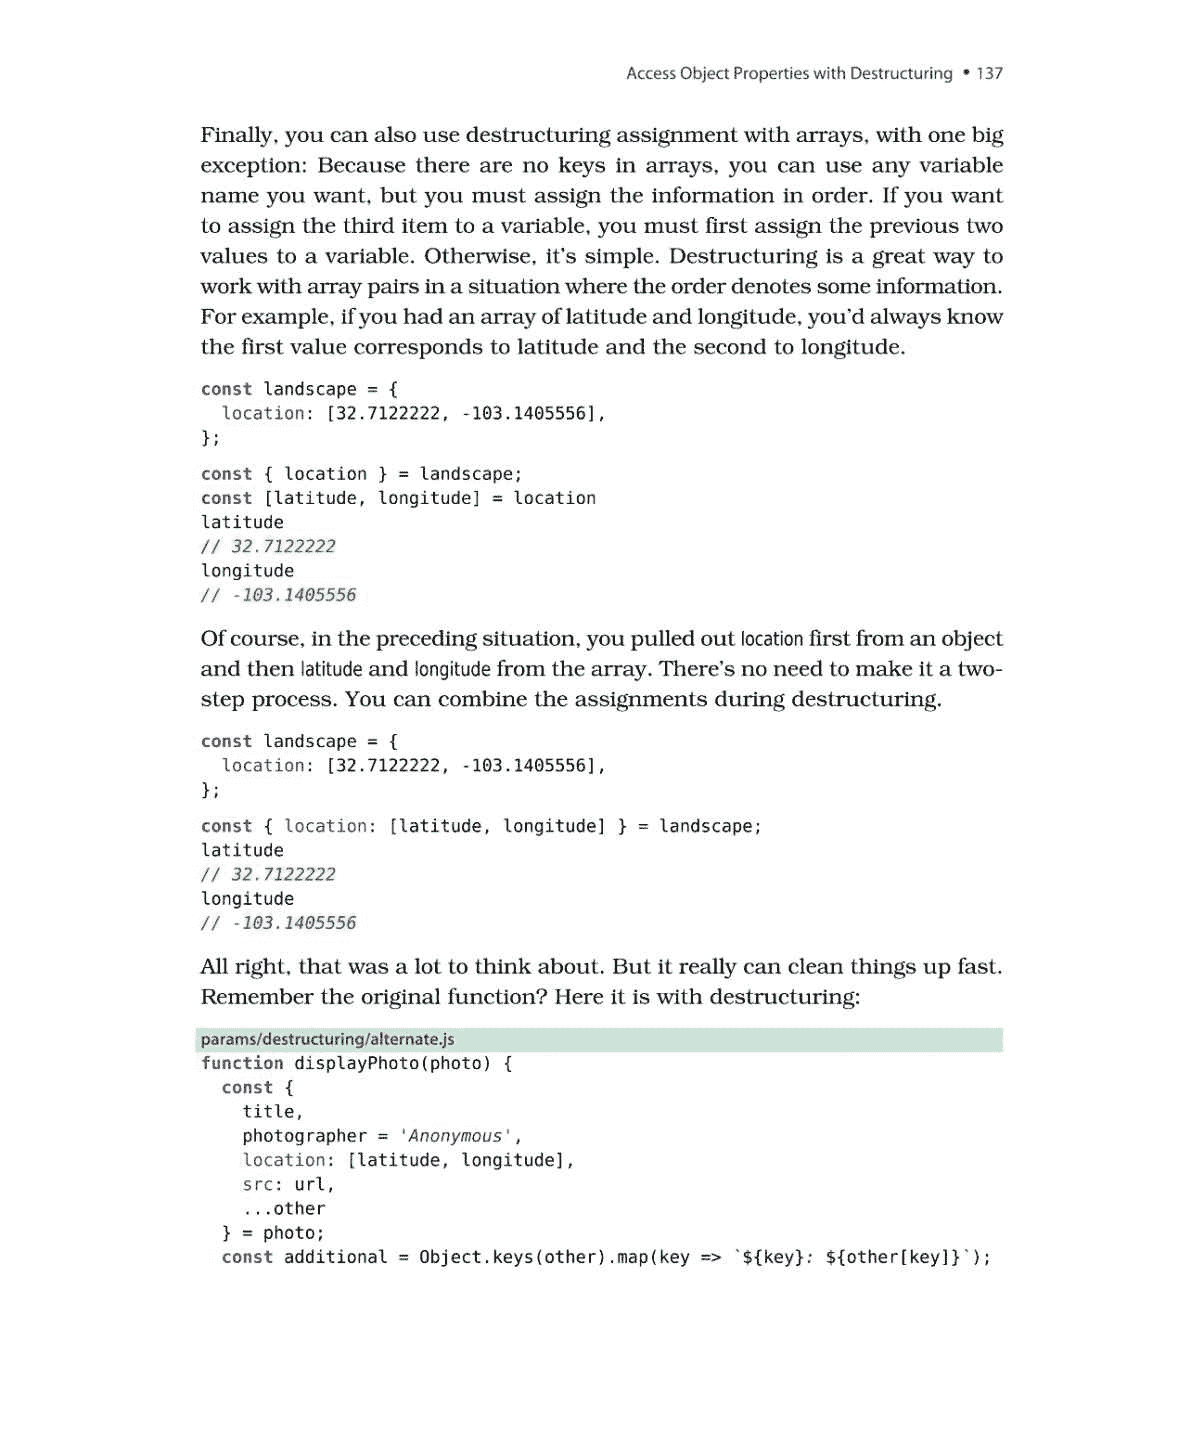 Access Object Properties with Destructuring • 137
Finally, you can also use destructuring assignment with arrays, with one big
exception: Because there are no keys in arrays, you can use any variable
name you want, but you must assign the information in order. If you want
to assign the third item to a variable, you must first assign the previous two
values to a variable. Otherwise, it's simple. Destructuring is a great way to
work with array pairs in a situation where the order denotes some information.
For example, if you had an array of latitude and longitude, you'd always know
the first value corresponds to latitude and the second to longitude.
const landscape = {
  location: [32.7122222, -103.1405556],
};
const { location } = landscape;
const [latitude, longitude] = location
latitude
// 32.7122222
longitude
// -103.1405556
Of course, in the preceding situation, you pulled out location first from an object
and then latitude and longitude from the array. There's no need to make it a two-
step process. You can combine the assignments during destructuring.
const landscape = {
  location: [32.7122222, -103.1405556],
};
const { location: [latitude, longitude] } = landscape;
latitude
// 32.7122222
longitude
// -103.1405556
All right, that was a lot to think about. But it really can clean things up fast.
Remember the original function? Here it is with destructuring:
params/destructuring/alternate.js
function displayPhoto(photo) {
  const {
    title,
    photographer = 'Anonymous',
    location: [latitude, longitude],
    src: url,
    ...other
  } = photo;
  const additional = Object.keys(other).map(key => `${key}: ${other[key]}`);